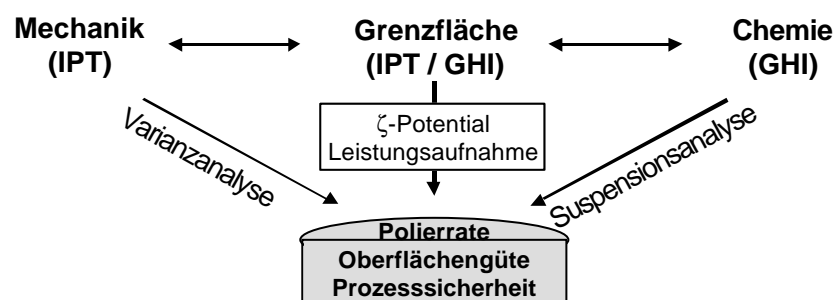 Mechanik
(IPT)
Grenzfläche
(IPT / GHI)
Chemie
(GHI)
Varianzanalyse
ζ-Potential
Leistungsaufnahme
Suspensionsanalyse
Polierrate
Oberflächengüte
Prozesssicherheit